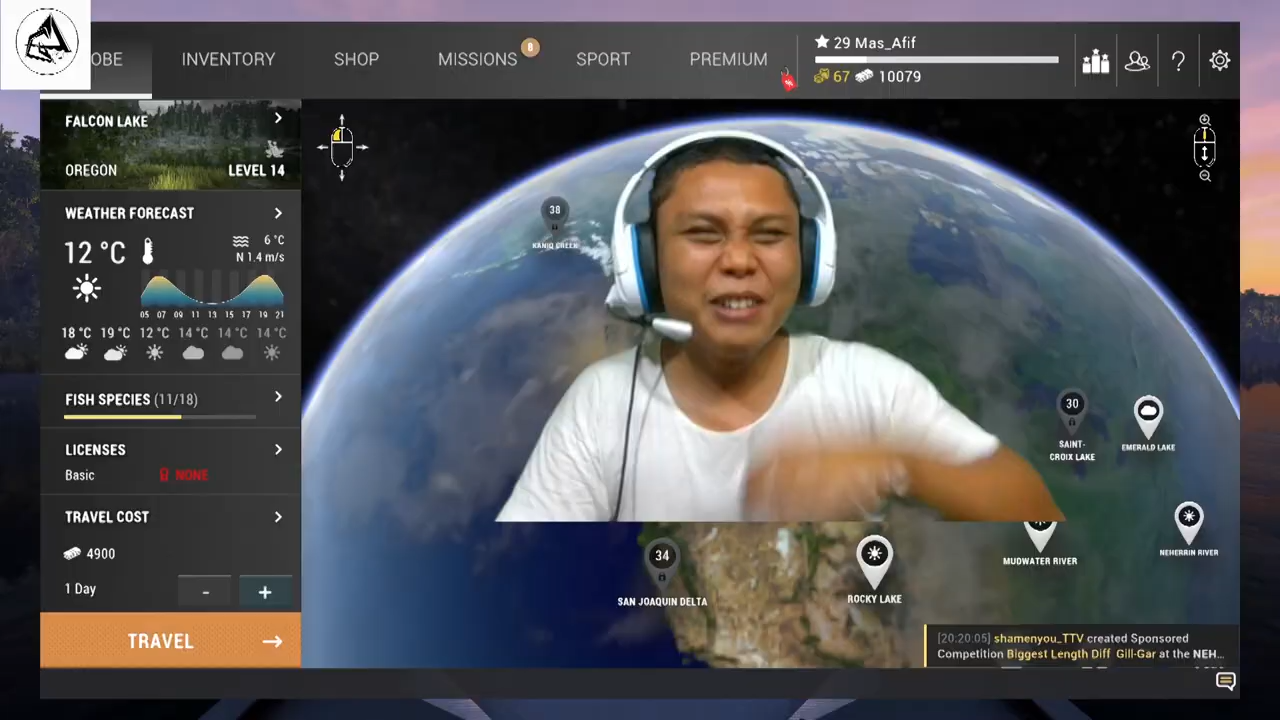 OBE
INVENTORY
SHOP
MISSIONS
8
SPORT
PREMIUM
29 Mas_Afif
67 10079
?
FALCON LAKE
OREGON
LEVEL 14
WEATHER FORECAST
12 °C
6 °C
N 1.4 m/s
05 07 09 11 13 15 17 19 21
18 °C 19 °C 12 °C 14 °C 14 °C 14 °C
FISH SPECIES (11/18)
LICENSES
Basic NONE
TRAVEL COST
4900
1 Day - +
TRAVEL
38
KANIQ CREEK
30
SAINT-
CROIX LAKE
EMERALD LAKE
34
SAN JOAQUIN DELTA
ROCKY LAKE
MUDWATER RIVER
NEHERRIN RIVER
[20:20:05] shamenyou_TTV created Sponsored
Competition Biggest Length Diff Gill-Gar at the NEH...